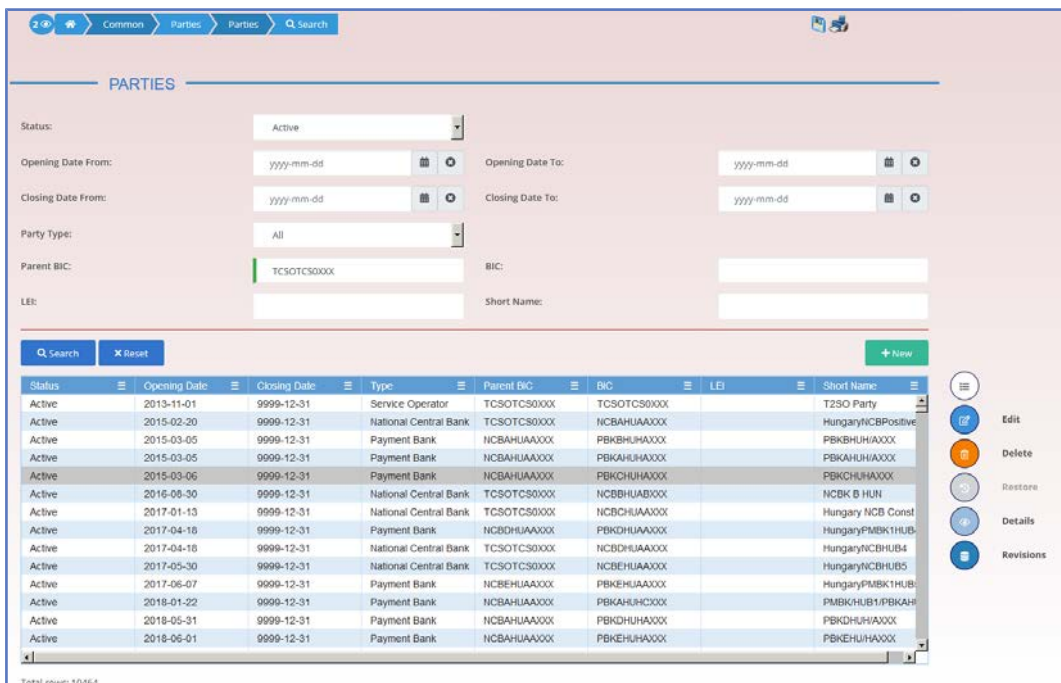 2 Common Parties Parties Search
PARTIES
Status: Active
Opening Date From: yyyy-mm-dd Opening Date To: yyyy-mm-dd
Closing Date From: yyyy-mm-dd Closing Date To: yyyy-mm-dd
Party Type: All
Parent BIC: TCSOTCS0XXX BIC:
LEI: Short Name:
Search Reset New
Status Opening Date Closing Date Type Parent BIC BIC LEI Short Name
Active 2013-11-01 9999-12-31 Service Operator TCSOTCS0XXX TCSOTCS0XXX T2SO Party
Active 2015-02-20 9999-12-31 National Central Bank TCSOTCS0XXX NCBAHUAAXXX HungaryNCBPositive
Edit
Active 2015-03-05 9999-12-31 Payment Bank NCBAHUAAXXX PBKBHUHAXXX PBKBHUH/AXXX
Active 2015-03-05 9999-12-31 Payment Bank NCBAHUAAXXX PBKAHUHAXXX PBKAHUH/AXXX
Delete
Active 2015-03-06 9999-12-31 Payment Bank NCBAHUAAXXX PBKCHUHAXXX PBKCHUHAXXX
Active 2016-08-30 9999-12-31 National Central Bank TCSOTCS0XXX NCBBHUABXXX NCBK B HUN
Restore
Active 2017-01-13 9999-12-31 National Central Bank TCSOTCS0XXX NCBCHUAAXXX Hungary NCB Const
Active 2017-04-18 9999-12-31 Payment Bank NCBDHUAAXXX PBKDHUAAXXX HungaryPMBK1HUB
Details
Active 2017-04-18 9999-12-31 National Central Bank TCSOTCS0XXX NCBDHUAAXXX HungaryNCBHUB4
Active 2017-05-30 9999-12-31 National Central Bank TCSOTCS0XXX NCBEHUAAXXX HungaryNCBHUB5
Revisions
Active 2017-06-07 9999-12-31 Payment Bank NCBEHUAAXXX PBKEHUAAXXX HungaryPMBK1HUB
Active 2018-01-22 9999-12-31 Payment Bank NCBAHUAAXXX PBKAHUHCXXX PMBK/HUB1/PBKAH
Active 2018-05-31 9999-12-31 Payment Bank NCBAHUAAXXX PBKDHUHAXXX PBKDHUH/AXXX
Active 2018-06-01 9999-12-31 Payment Bank NCBAHUAAXXX PBKEHUHAXXX PBKEHU/HAXXX
Total rows: 10464